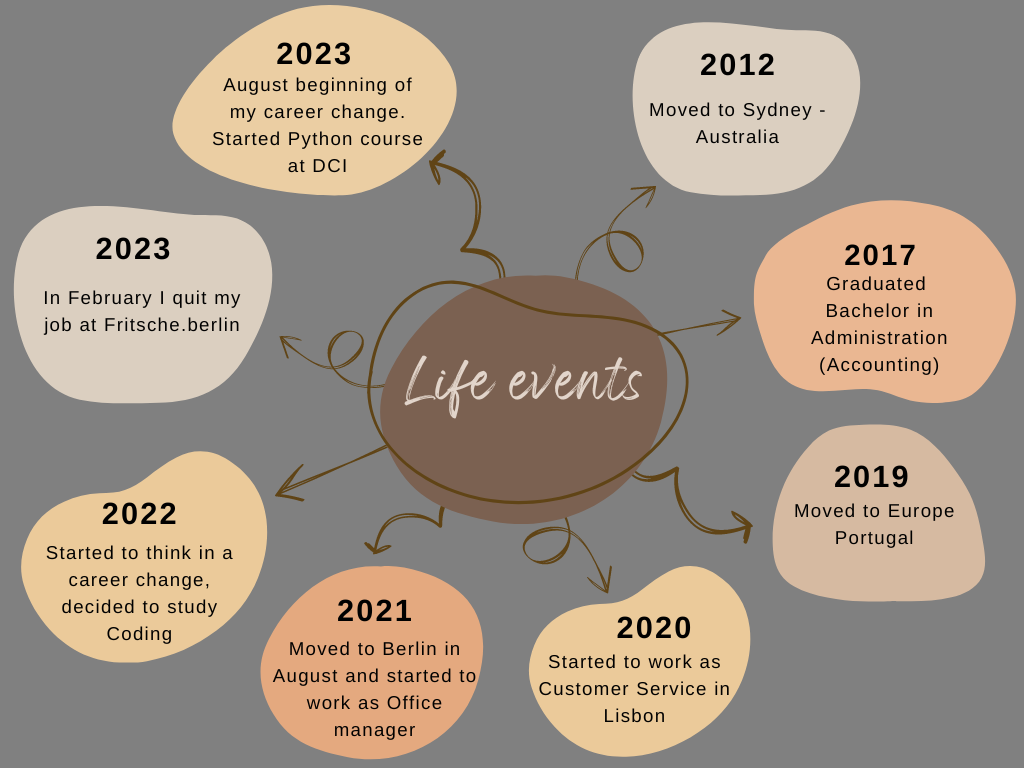 Life events
2012
Moved to Sydney -
Australia
2017
Graduated
Bachelor in
Administration
(Accounting)
2019
Moved to Europe
Portugal
2020
Started to work as
Customer Service in
Lisbon
2021
Moved to Berlin in
August and started to
work as Office
manager
2022
Started to think in a
career change,
decided to study
Coding
2023
In February I quit my
job at Fritsche.berlin
2023
August beginning of
my career change.
Started Python course
at DCI